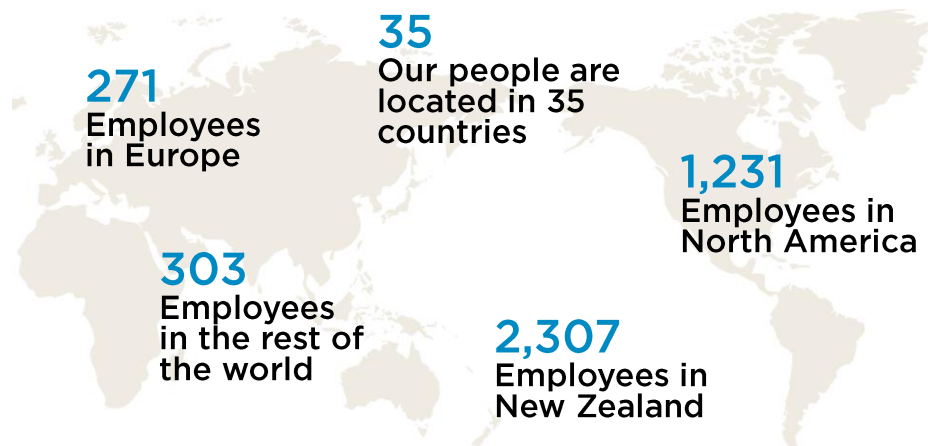 35
Our people are
located in 35
countries
271
Employees
in Europe
1,231
Employees in
North America
303
Employees
in the rest of
the world
2,307
Employees in
New Zealand